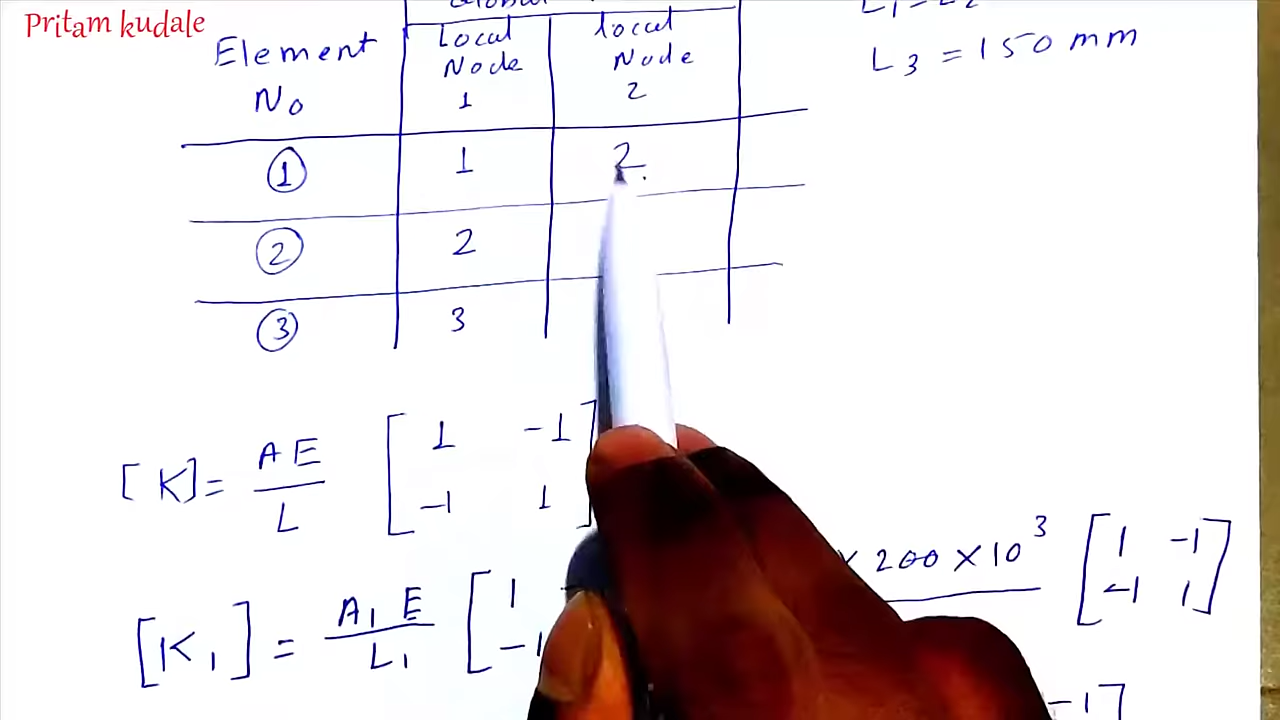 Pritam kudale
Element No
Local Node 1
local Node 2
L3 = 150 mm
1 1 2
2 2
3 3
[K] = AE/L [1 -1
-1 1]
[K1] = A1 E/L1 [1
-1
× 200 × 10^3 [1 -1
-1 1]
-1]